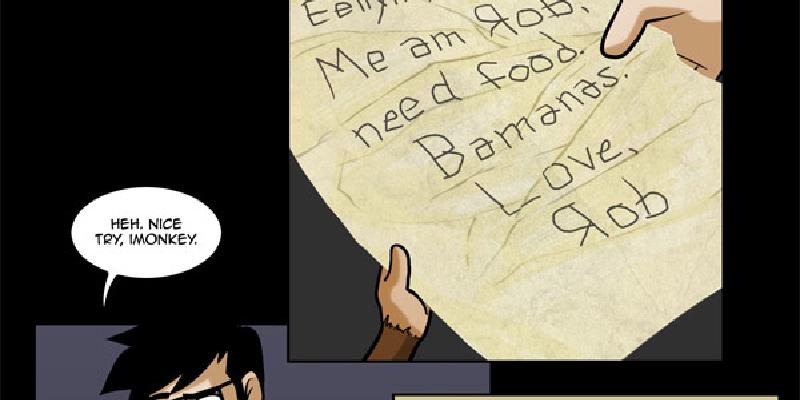 Me am Rob.
need food.
Bamanas.
Love,
Rob
HEH. NICE
TRY, IMONKEY.